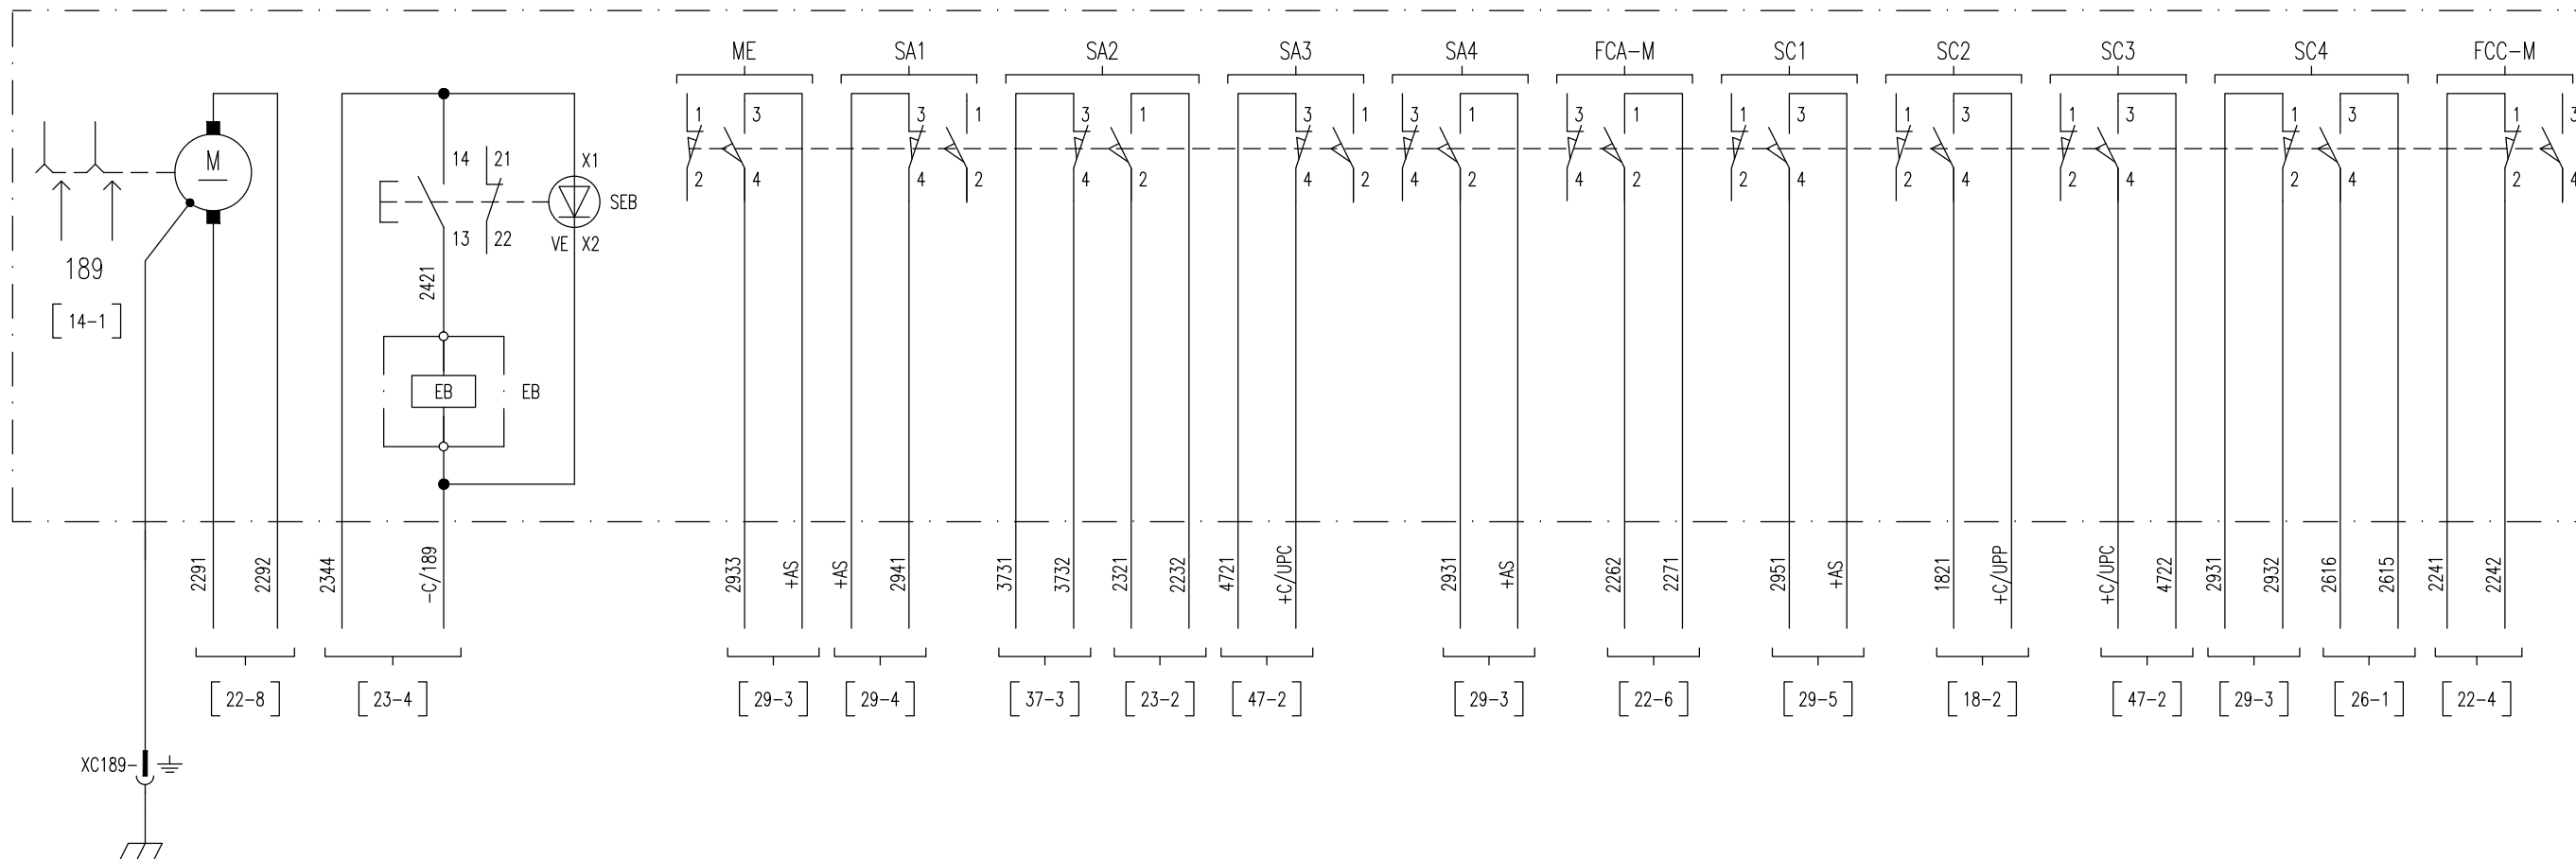 ME SA1 SA2 SA3 SA4 FCA-M SC1 SC2 SC3 SC4 FCC-M
1 3 3 1 3 1 3 1 3 1 3 1 1 3 1 3 1 3 1 3 1 3
M 14 21 X1
2 4 4 2 4 2 4 2 4 2 4 2 2 4 2 4 2 4 2 4 2 4
SEB
13 22 VE X2
189
2421
14-1
EB EB
2291 2292 2344 -C/189 2933 +AS +AS 2941 3731 3732 2321 2232 4721 +C/UPC 2931 +AS 2262 2271 2951 +AS 1821 +C/UPP +C/UPC 4722 2931 2932 2616 2615 2241 2242
22-8 23-4 29-3 29-4 37-3 23-2 47-2 29-3 22-6 29-5 18-2 47-2 29-3 26-1 22-4
XC189-